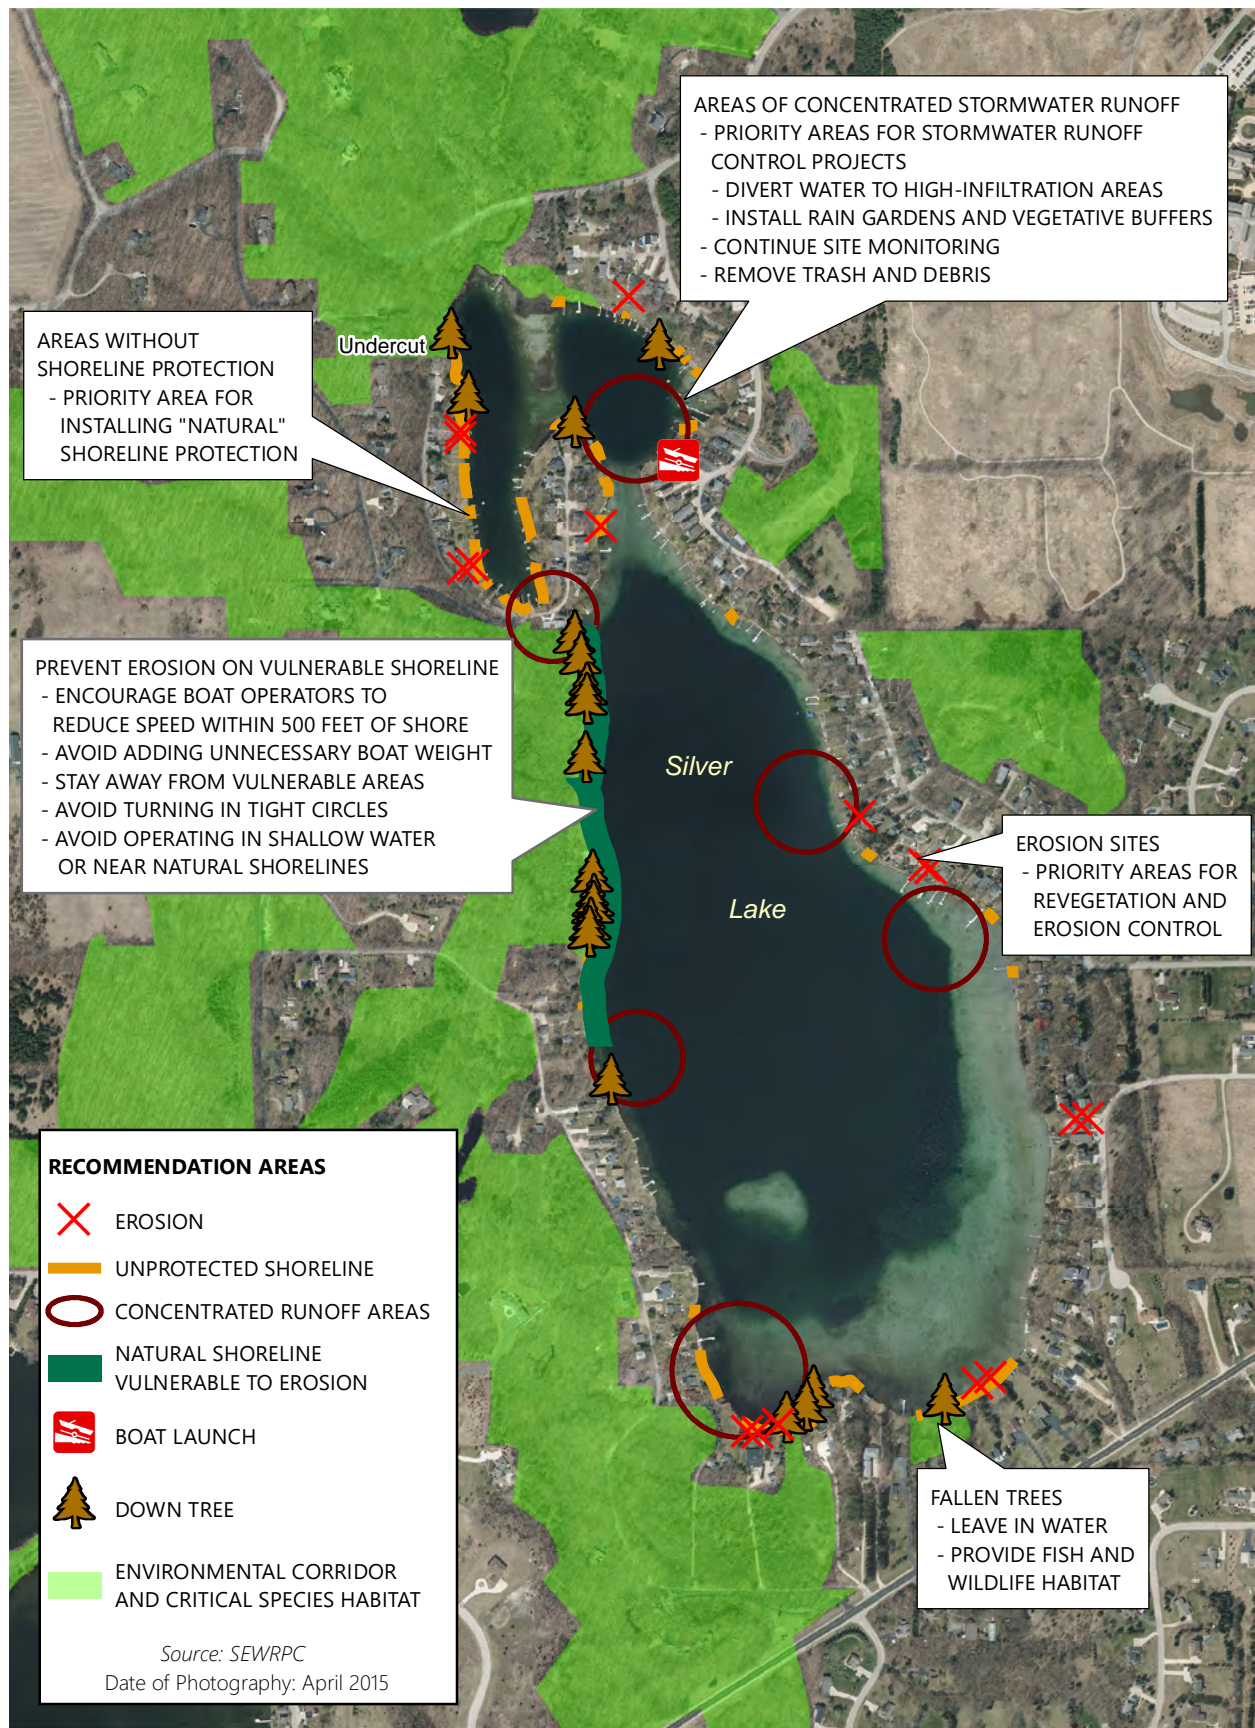 AREAS OF CONCENTRATED STORMWATER RUNOFF
- PRIORITY AREAS FOR STORMWATER RUNOFF
CONTROL PROJECTS
- DIVERT WATER TO HIGH-INFILTRATION AREAS
- INSTALL RAIN GARDENS AND VEGETATIVE BUFFERS
- CONTINUE SITE MONITORING
- REMOVE TRASH AND DEBRIS
AREAS WITHOUT
SHORELINE PROTECTION
- PRIORITY AREA FOR
INSTALLING "NATURAL"
SHORELINE PROTECTION
Undercut
PREVENT EROSION ON VULNERABLE SHORELINE
- ENCOURAGE BOAT OPERATORS TO
REDUCE SPEED WITHIN 500 FEET OF SHORE
- AVOID ADDING UNNECESSARY BOAT WEIGHT
- STAY AWAY FROM VULNERABLE AREAS
- AVOID TURNING IN TIGHT CIRCLES
- AVOID OPERATING IN SHALLOW WATER
OR NEAR NATURAL SHORELINES
Silver
Lake
EROSION SITES
- PRIORITY AREAS FOR
REVEGETATION AND
EROSION CONTROL
RECOMMENDATION AREAS
EROSION
UNPROTECTED SHORELINE
CONCENTRATED RUNOFF AREAS
NATURAL SHORELINE
VULNERABLE TO EROSION
BOAT LAUNCH
DOWN TREE
ENVIRONMENTAL CORRIDOR
AND CRITICAL SPECIES HABITAT
Source: SEWRPC
Date of Photography: April 2015
FALLEN TREES
- LEAVE IN WATER
- PROVIDE FISH AND
WILDLIFE HABITAT